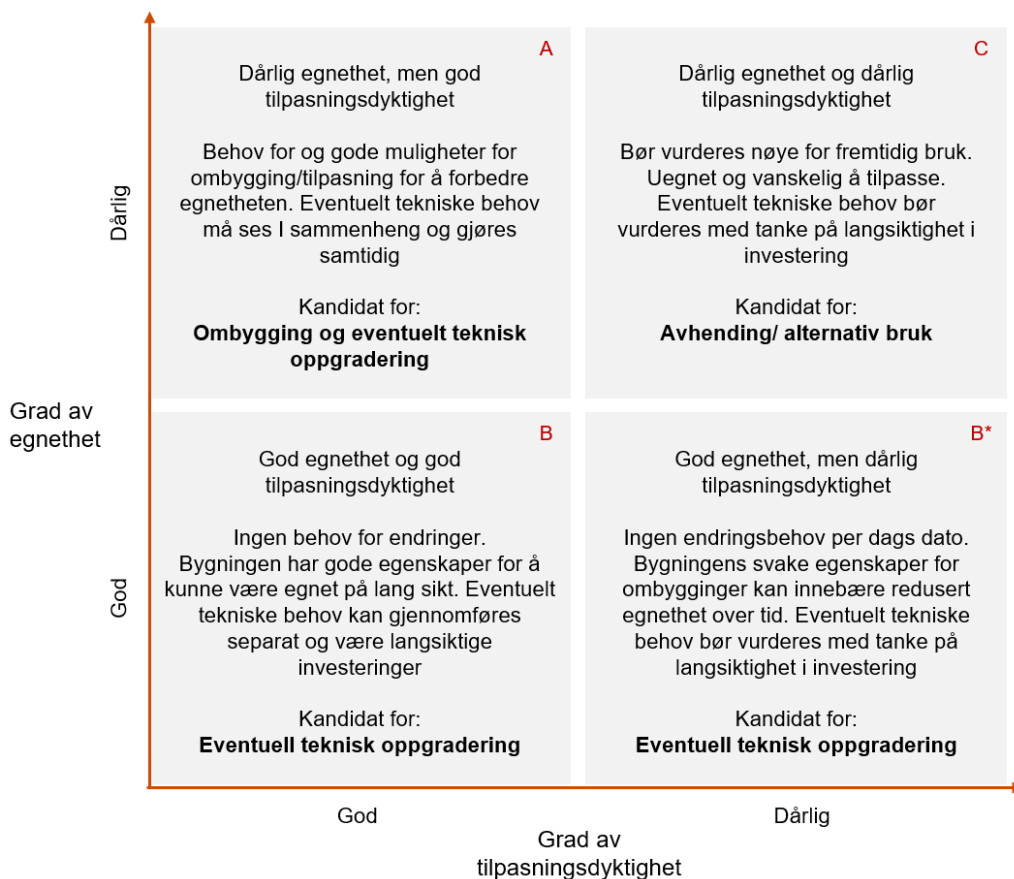 A
Dårlig egnethet, men god
tilpasningsdyktighet
Behov for og gode muligheter for
ombygging/tilpasning for å forbedre
egnetheten. Eventuelt tekniske behov
må ses I sammenheng og gjøres
samtidig
Kandidat for:
Ombygging og eventuelt teknisk
oppgradering
C
Dårlig egnethet og dårlig
tilpasningsdyktighet
Bør vurderes nøye for fremtidig bruk.
Uegnet og vanskelig å tilpasse.
Eventuelt tekniske behov bør
vurderes med tanke på langsiktighet i
investering
Kandidat for:
Avhending/ alternativ bruk
Dårlig
Grad av
egnethet
B
God egnethet og god
tilpasningsdyktighet
Ingen behov for endringer.
Bygningen har gode egenskaper for å
kunne være egnet på lang sikt. Eventuelt
tekniske behov kan gjennomføres
separat og være langsiktige
investeringer
Kandidat for:
Eventuell teknisk oppgradering
B*
God egnethet, men dårlig
tilpasningsdyktighet
Ingen endringsbehov per dags dato.
Bygningens svake egenskaper for
ombygginger kan innebære redusert
egnethet over tid. Eventuelt tekniske
behov bør vurderes med tanke på
langsiktighet i investering
Kandidat for:
Eventuell teknisk oppgradering
God
God
Dårlig
Grad av
tilpasningsdyktighet